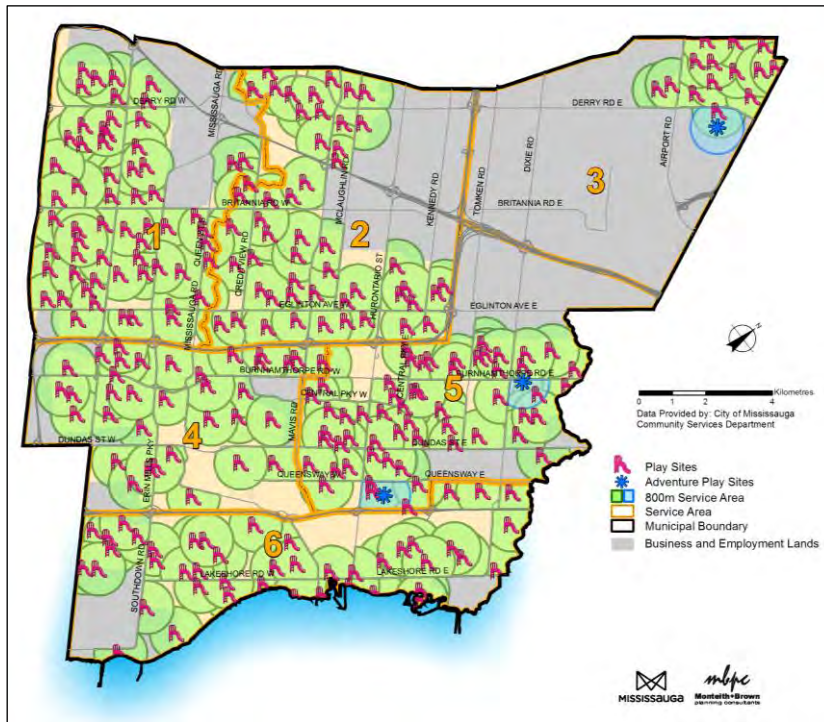 DERRY RD W
MISSISSAUGA RD
MCLAUGHLIN RD
KENNEDY RD
TOMKEN RD
DIXIE RD
DERRY RD E
AIRPORT RD
BRITANNIA RD W
BRITANNIA RD E
1
2
3
QUEEN ST S
CREDITVIEW RD
HURONTARIO ST
MISSISSAUGA RD
EGLINTON AVE W
EGLINTON AVE E
BURNHAMTHORPE RD W
CENTRAL PKY E
BURNHAMTHORPE RD E
CENTRAL PKY W
5
MAVIS RD
4
DUNDAS ST W
DUNDAS ST E
ERIN MILLS PKY
QUEENSWAY W
QUEENSWAY E
6
SOUTHDOWN RD
LAKESHORE RD W
LAKESHORE RD E
N
0 1 2 4
Kilometres
Data Provided by: City of Mississauga
Community Services Department
Play Sites
Adventure Play Sites
800m Service Area
Service Area
Municipal Boundary
Business and Employment Lands
MISSISSAUGA
mbpc
Monteith•Brown
planning consultants